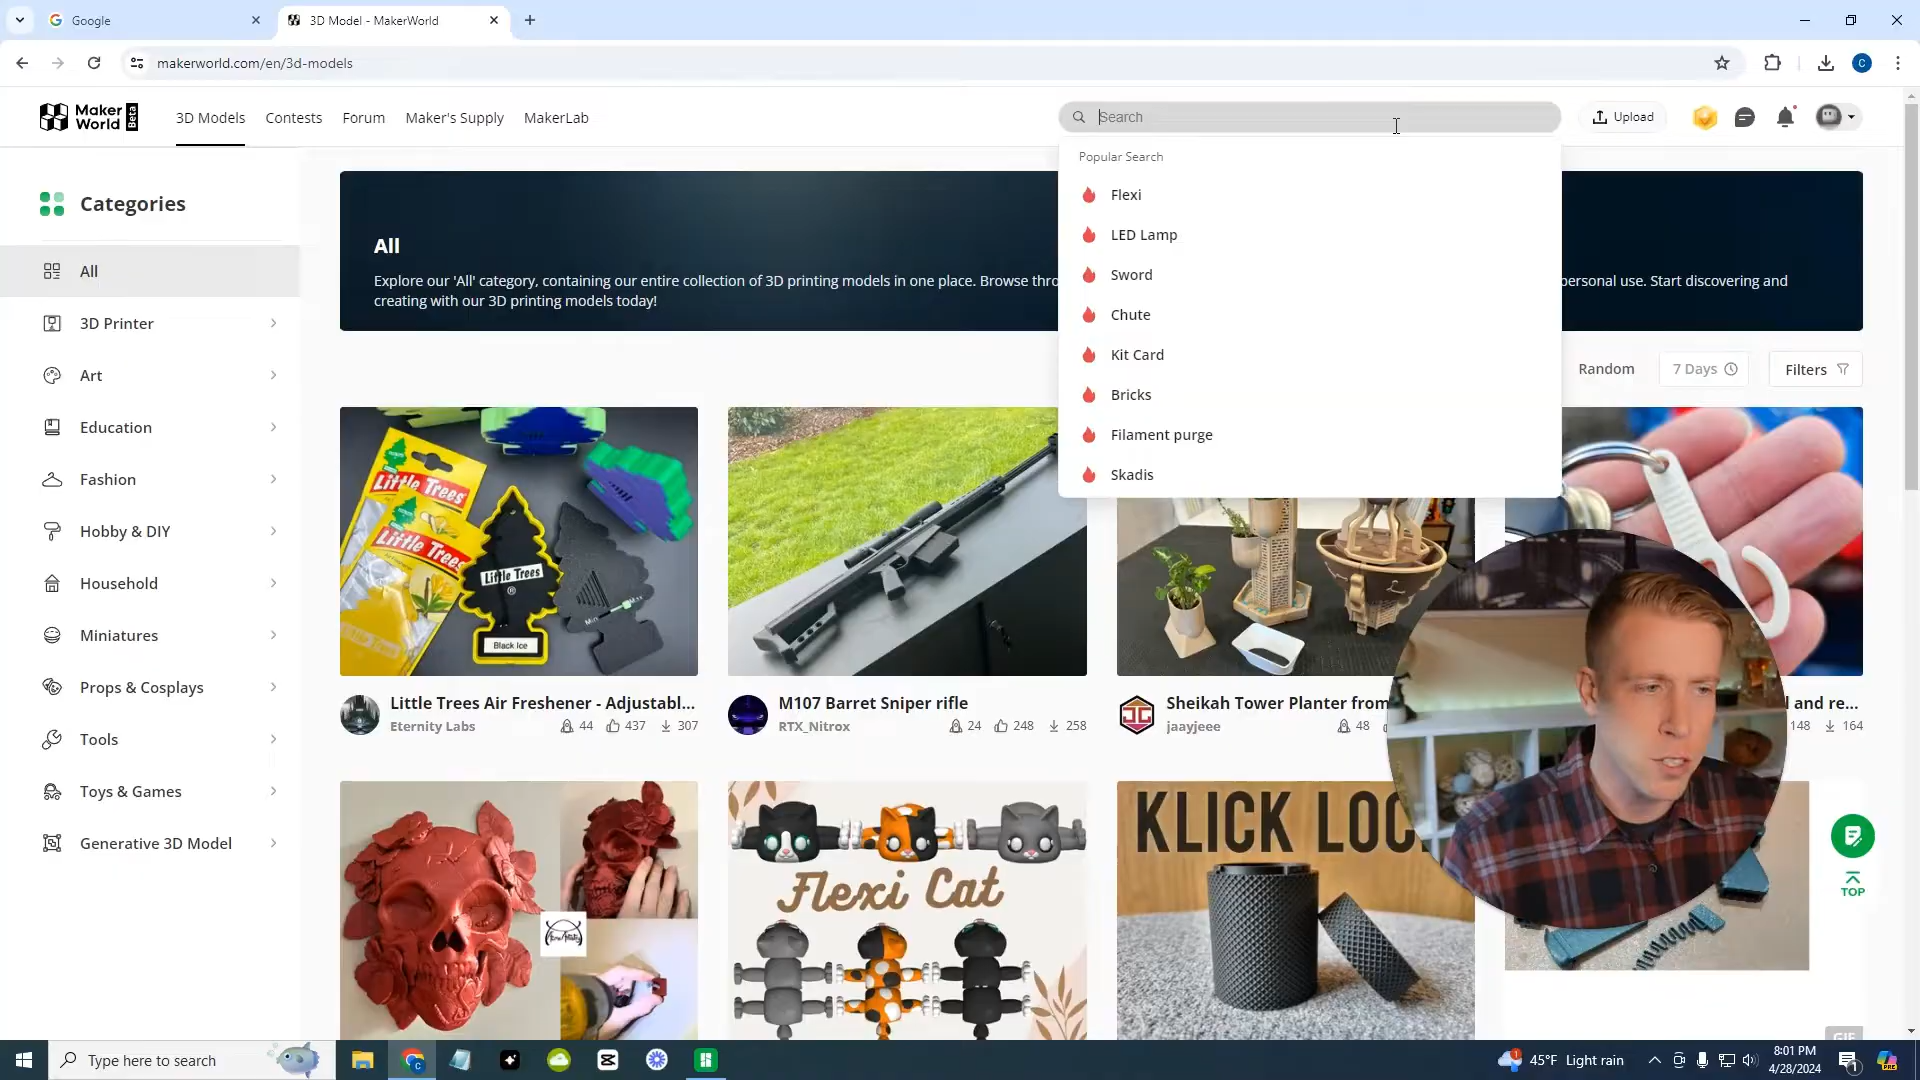 Google
3D Model - MakerWorld
makerworld.com/en/3d-models
Maker
World
Beta
3D Models
Contests
Forum
Maker's Supply
MakerLab
Search
Upload
Popular Search
Flexi
LED Lamp
Sword
Chute
Kit Card
Bricks
Filament purge
Skadis
Categories
All
3D Printer
Art
Education
Fashion
Hobby & DIY
Household
Miniatures
Props & Cosplays
Tools
Toys & Games
Generative 3D Model
All
Explore our 'All' category, containing our entire collection of 3D printing models in one place. Browse thro
personal use. Start discovering and
creating with our 3D printing models today!
Random
7 Days
Filters
Little Trees
Little Trees
Little Trees
Black Ice
Little Trees Air Freshener - Adjustabl...
Eternity Labs
44
437
307
M107 Barret Sniper rifle
RTX_Nitrox
24
248
258
Sheikah Tower Planter from
jaayjeee
48
and re...
148
164
Flexi Cat
KLICK LOC
TOP
GIF
Type here to search
45°F Light rain
8:01 PM
4/28/2024